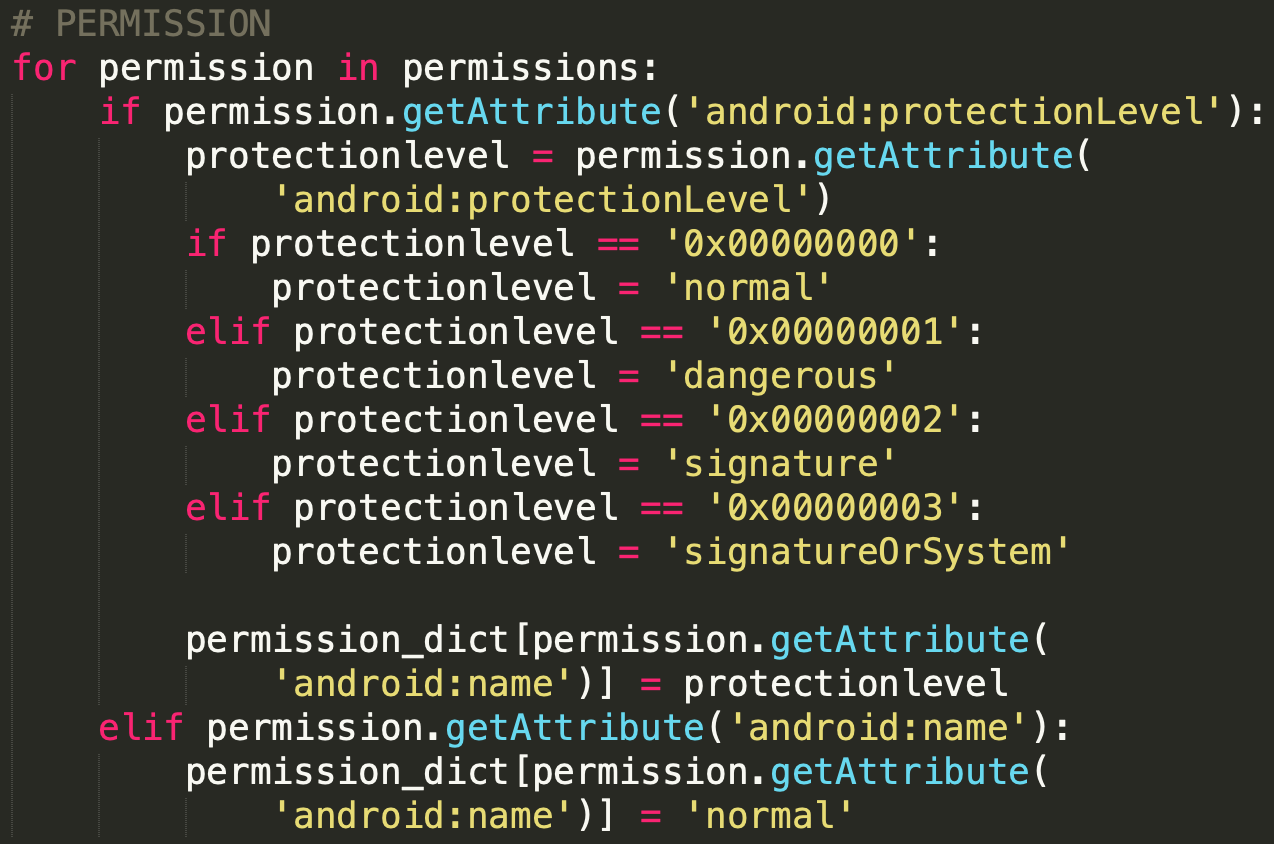 # PERMISSION
for permission in permissions:
    if permission.getAttribute('android:protectionLevel'):
        protectionlevel = permission.getAttribute(
            'android:protectionLevel')
        if protectionlevel == '0x00000000':
            protectionlevel = 'normal'
        elif protectionlevel == '0x00000001':
            protectionlevel = 'dangerous'
        elif protectionlevel == '0x00000002':
            protectionlevel = 'signature'
        elif protectionlevel == '0x00000003':
            protectionlevel = 'signatureOrSystem'

        permission_dict[permission.getAttribute(
            'android:name')] = protectionlevel
    elif permission.getAttribute('android:name'):
        permission_dict[permission.getAttribute(
            'android:name')] = 'normal'